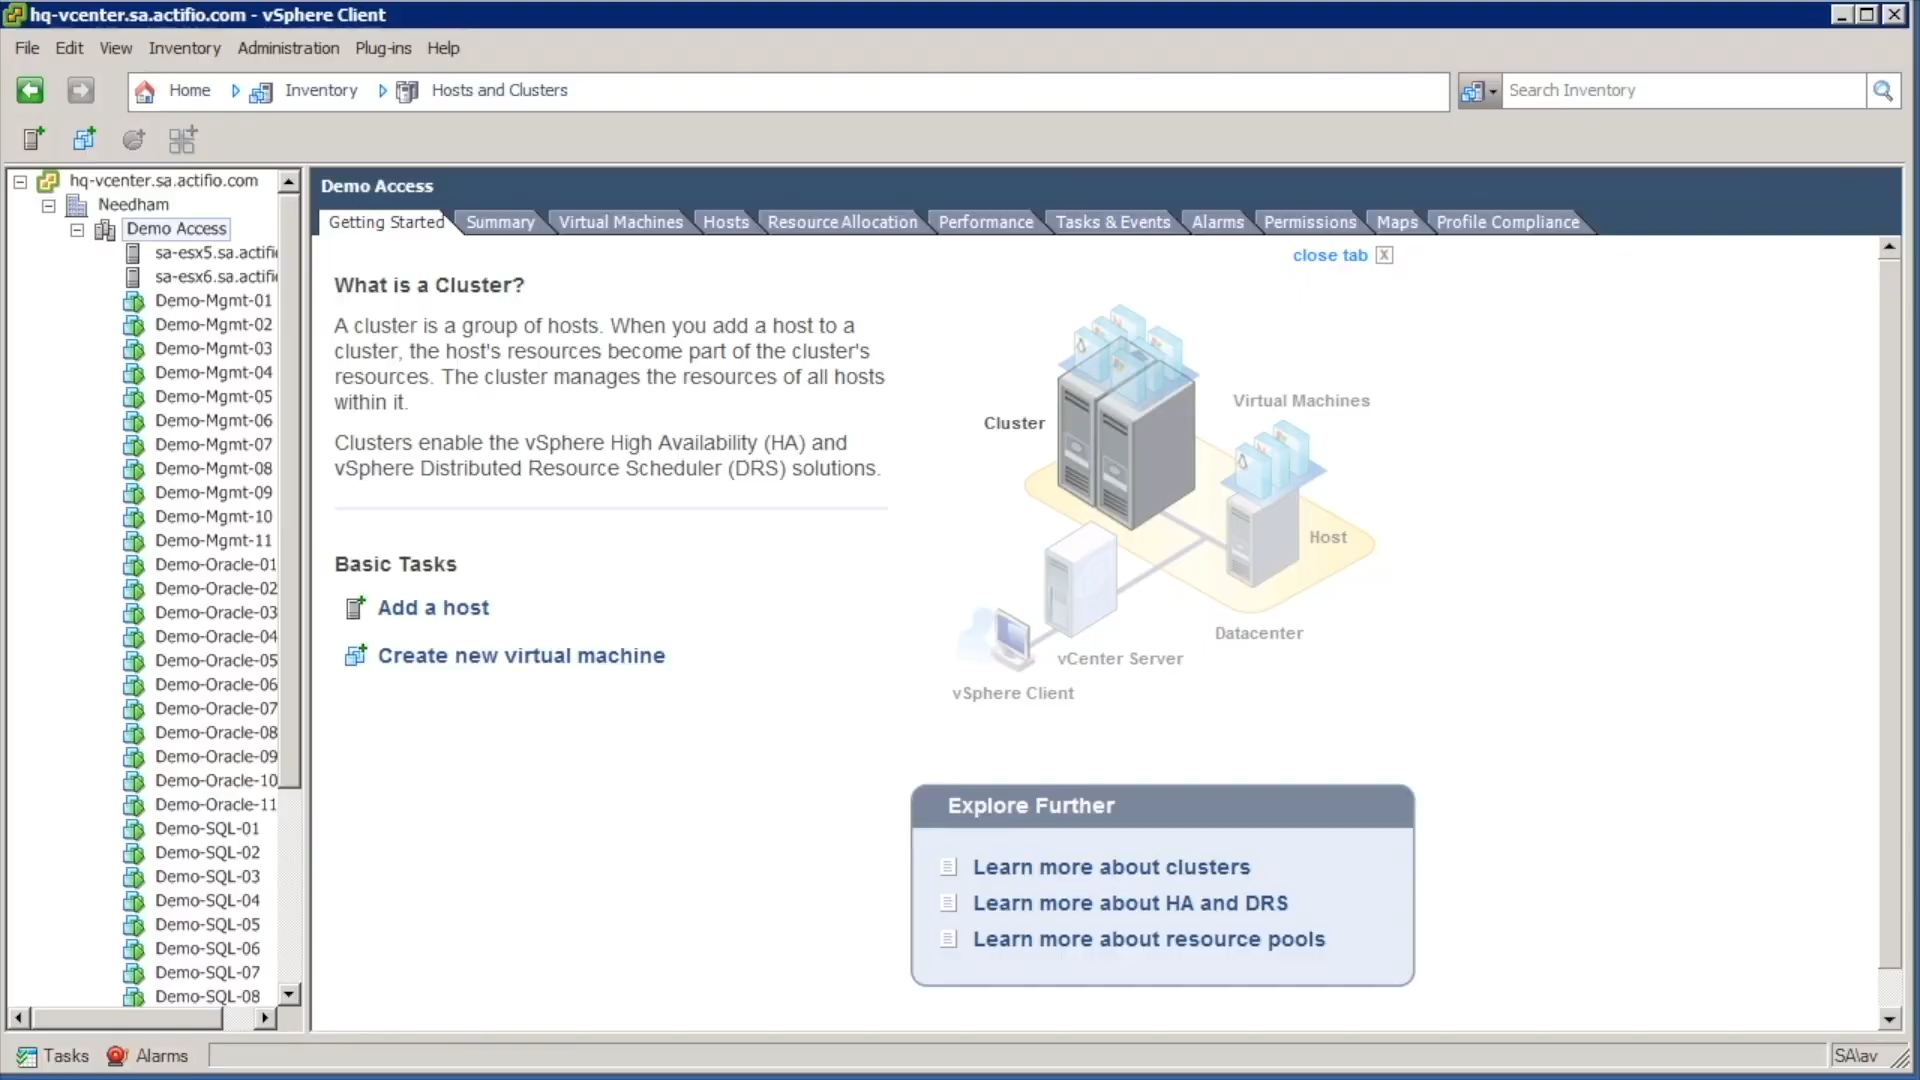 hq-vcenter.sa.actifio.com - vSphere Client
File Edit View Inventory Administration Plug-ins Help
Home Inventory Hosts and Clusters
Search Inventory
hq-vcenter.sa.actifio.com
Needham
Demo Access
sa-esx5.sa.actifi
sa-esx6.sa.actifi
Demo-Mgmt-01
Demo-Mgmt-02
Demo-Mgmt-03
Demo-Mgmt-04
Demo-Mgmt-05
Demo-Mgmt-06
Demo-Mgmt-07
Demo-Mgmt-08
Demo-Mgmt-09
Demo-Mgmt-10
Demo-Mgmt-11
Demo-Oracle-01
Demo-Oracle-02
Demo-Oracle-03
Demo-Oracle-04
Demo-Oracle-05
Demo-Oracle-06
Demo-Oracle-07
Demo-Oracle-08
Demo-Oracle-09
Demo-Oracle-10
Demo-Oracle-11
Demo-SQL-01
Demo-SQL-02
Demo-SQL-03
Demo-SQL-04
Demo-SQL-05
Demo-SQL-06
Demo-SQL-07
Demo-SQL-08
Demo Access
Getting Started Summary Virtual Machines Hosts Resource Allocation Performance Tasks & Events Alarms Permissions Maps Profile Compliance
close tab X
What is a Cluster?
A cluster is a group of hosts. When you add a host to a
cluster, the host's resources become part of the cluster's
resources. The cluster manages the resources of all hosts
within it.
Clusters enable the vSphere High Availability (HA) and
vSphere Distributed Resource Scheduler (DRS) solutions.
Basic Tasks
Add a host
Create new virtual machine
Virtual Machines
Cluster
Host
Datacenter
vCenter Server
vSphere Client
Explore Further
Learn more about clusters
Learn more about HA and DRS
Learn more about resource pools
Tasks Alarms
SA\av